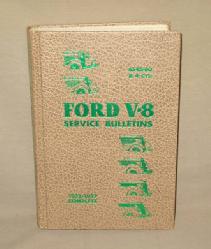 FORD V·8
SERVICE BULLETINS
1932-1937
COMPLETE